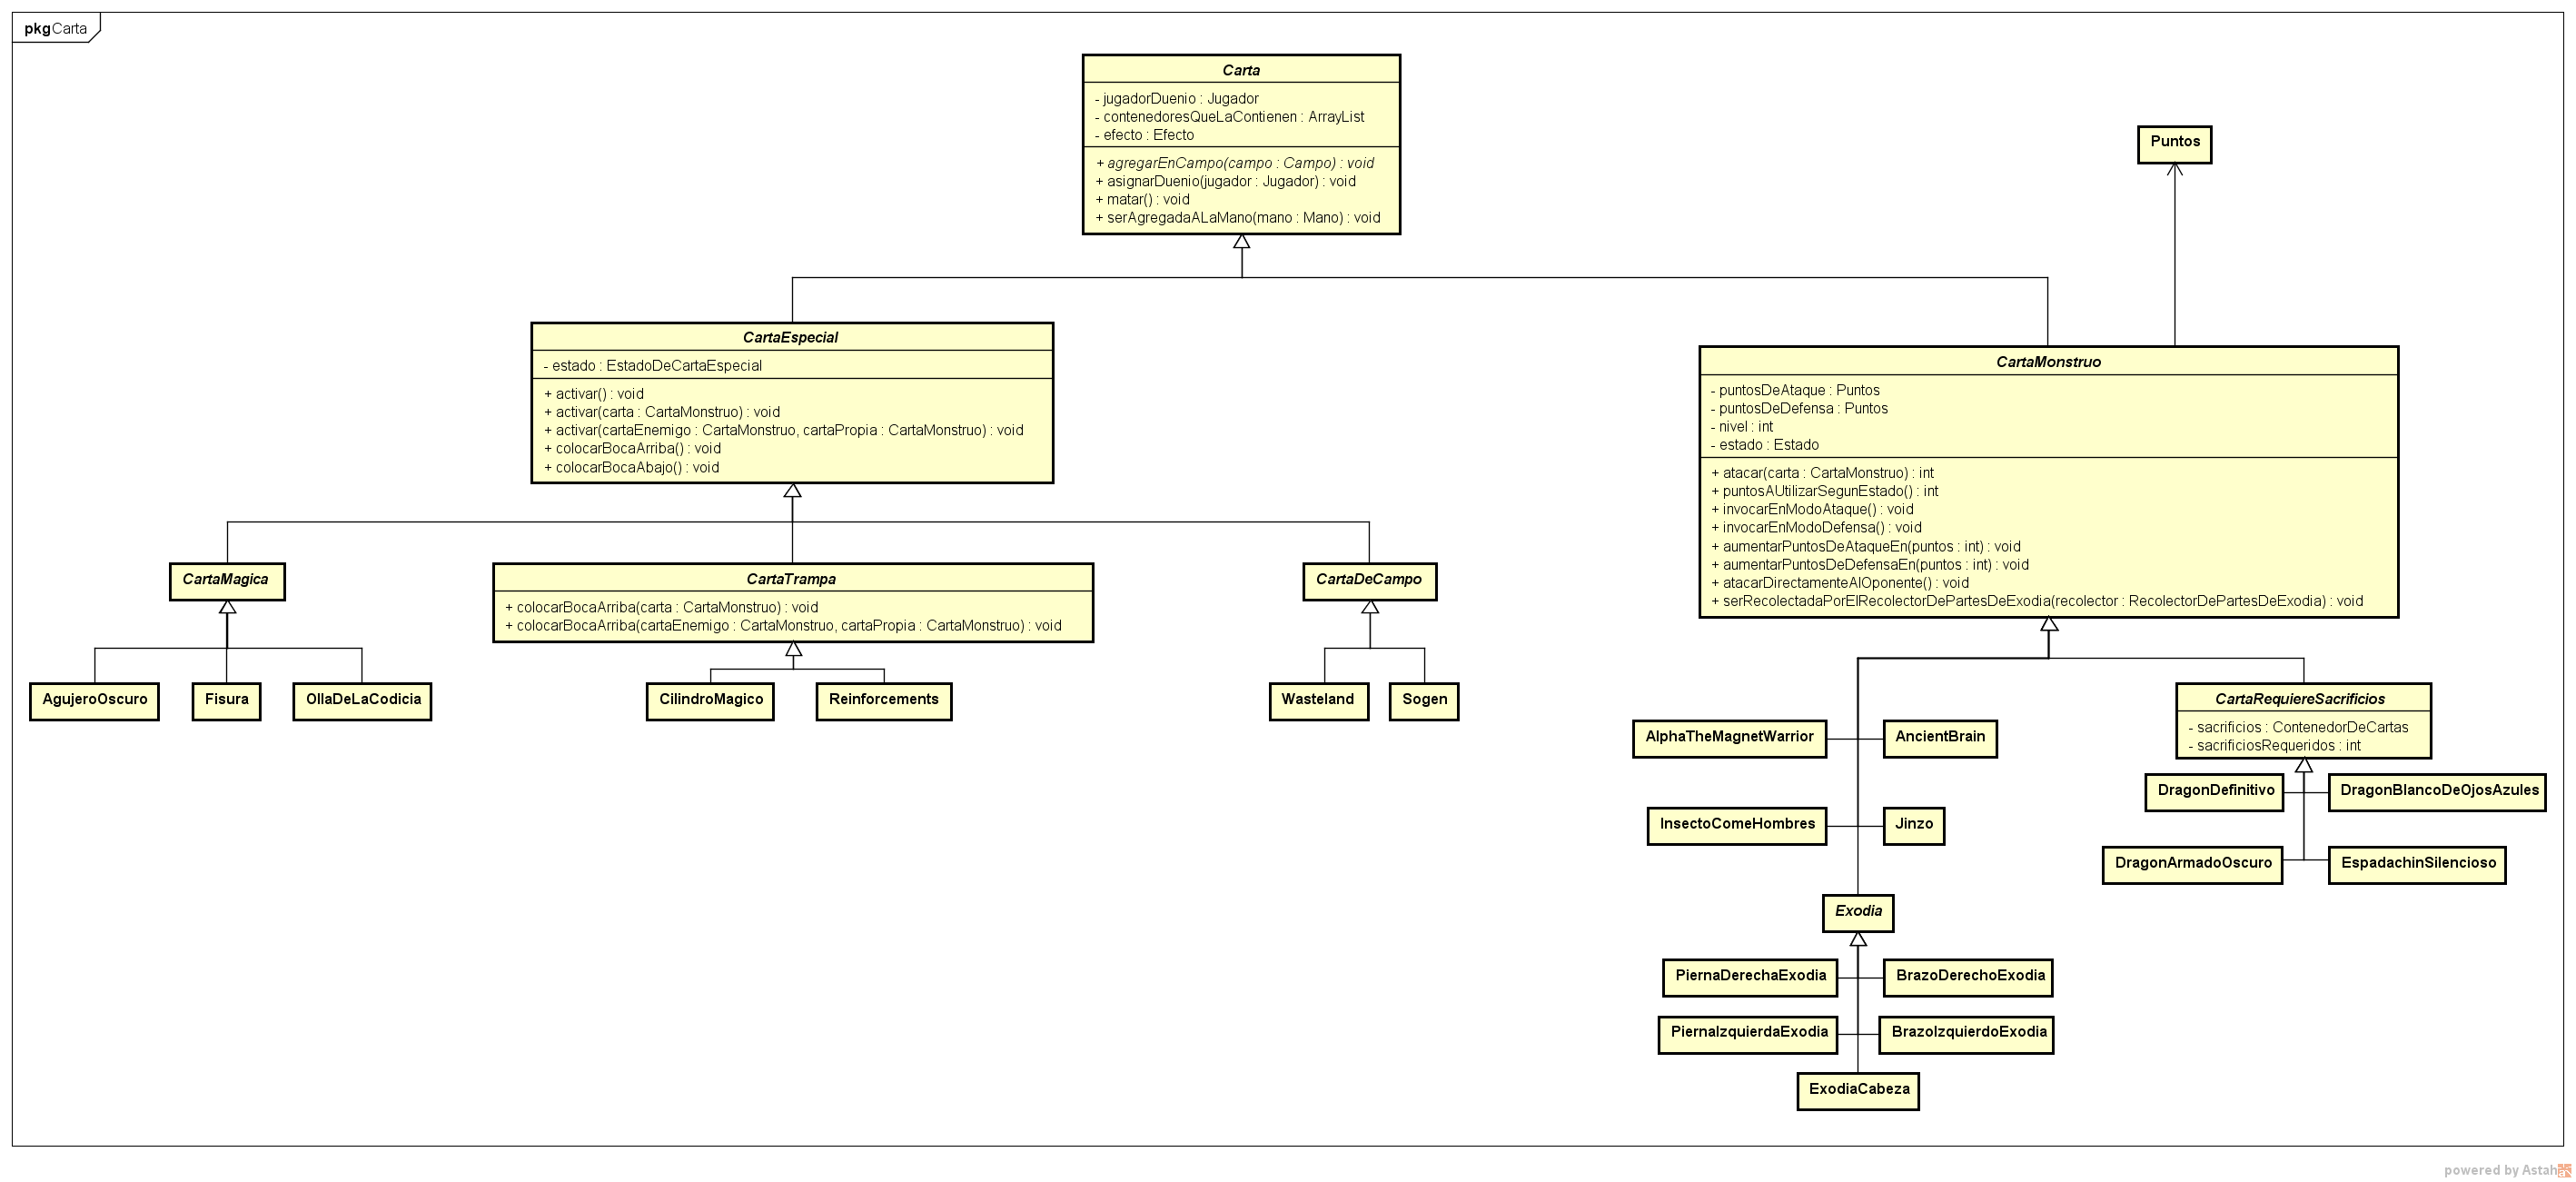 pkg Carta
Carta
- jugadorDuenio : Jugador
- contenedoresQueLaContienen : ArrayList
- efecto : Efecto
+ agregarEnCampo(campo : Campo) : void
+ asignarDuenio(jugador : Jugador) : void
+ matar() : void
+ serAgregadaALaMano(mano : Mano) : void
Puntos
CartaEspecial
- estado : EstadoDeCartaEspecial
+ activar() : void
+ activar(carta : CartaMonstruo) : void
+ activar(cartaEnemigo : CartaMonstruo, cartaPropia : CartaMonstruo) : void
+ colocarBocaArriba() : void
+ colocarBocaAbajo() : void
CartaMonstruo
- puntosDeAtaque : Puntos
- puntosDeDefensa : Puntos
- nivel : int
- estado : Estado
+ atacar(carta : CartaMonstruo) : int
+ puntosAUtilizarSegunEstado() : int
+ invocarEnModoAtaque() : void
+ invocarEnModoDefensa() : void
+ aumentarPuntosDeAtaqueEn(puntos : int) : void
+ aumentarPuntosDeDefensaEn(puntos : int) : void
+ atacarDirectamenteAlOponente() : void
+ serRecolectadaPorElRecolectorDePartesDeExodia(recolector : RecolectorDePartesDeExodia) : void
CartaMagica
CartaTrampa
+ colocarBocaArriba(carta : CartaMonstruo) : void
+ colocarBocaArriba(cartaEnemigo : CartaMonstruo, cartaPropia : CartaMonstruo) : void
CartaDeCampo
AgujeroOscuro
Fisura
OllaDeLaCodicia
CilindroMagico
Reinforcements
Wasteland
Sogen
CartaRequiereSacrificios
- sacrificios : ContenedorDeCartas
- sacrificiosRequeridos : int
AlphaTheMagnetWarrior
AncientBrain
DragonDefinitivo
DragonBlancoDeOjosAzules
InsectoComeHombres
Jinzo
DragonArmadoOscuro
EspadachinSilencioso
Exodia
PiernaDerechaExodia
BrazoDerechoExodia
PiernaIzquierdaExodia
BrazoIzquierdoExodia
ExodiaCabeza
powered by Astah